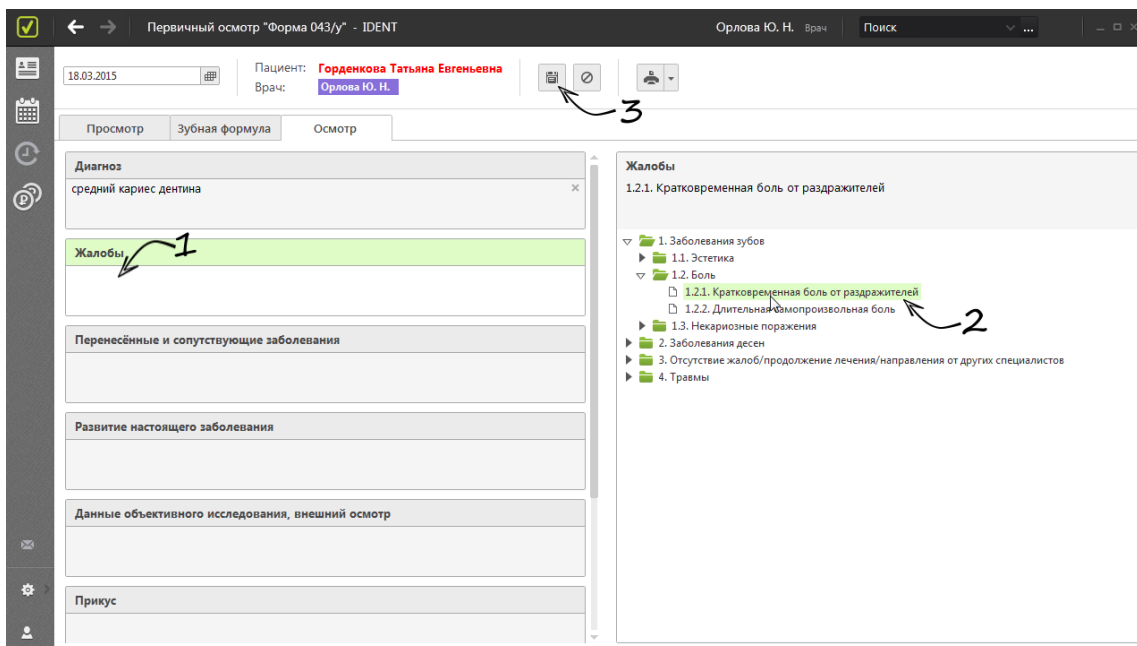 Первичный осмотр "Форма 043/у" - IDENT
Орлова Ю. Н. Врач
Поиск
...
18.03.2015
Пациент: Горденкова Татьяна Евгеньевна
Врач: Орлова Ю. Н.
3
Просмотр
Зубная формула
Осмотр
Диагноз
средний кариес дентина
Жалобы
1
Перенесённые и сопутствующие заболевания
Развитие настоящего заболевания
Данные объективного исследования, внешний осмотр
Прикус
Жалобы
1.2.1. Кратковременная боль от раздражителей
1. Заболевания зубов
1.1. Эстетика
1.2. Боль
1.2.1. Кратковременная боль от раздражителей
1.2.2. Длительная самопроизвольная боль
2
1.3. Некариозные поражения
2. Заболевания десен
3. Отсутствие жалоб/продолжение лечения/направления от других специалистов
4. Травмы